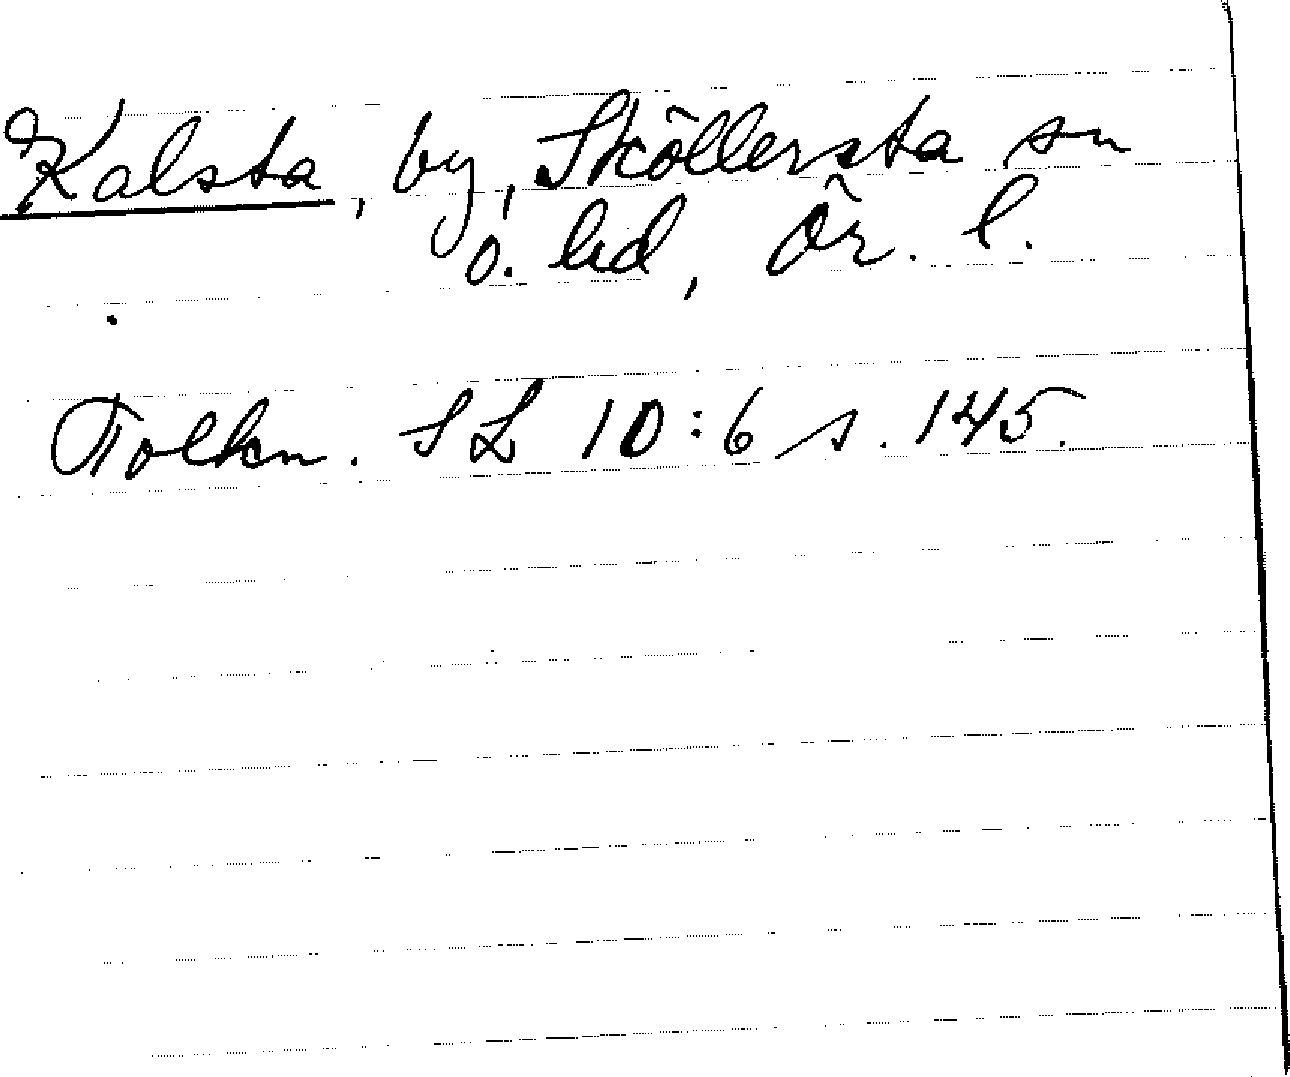 Kalsta, by, Sköllersta sn
o. hd, Ör. l.
Tolkn. SL 10:6 s. 145.